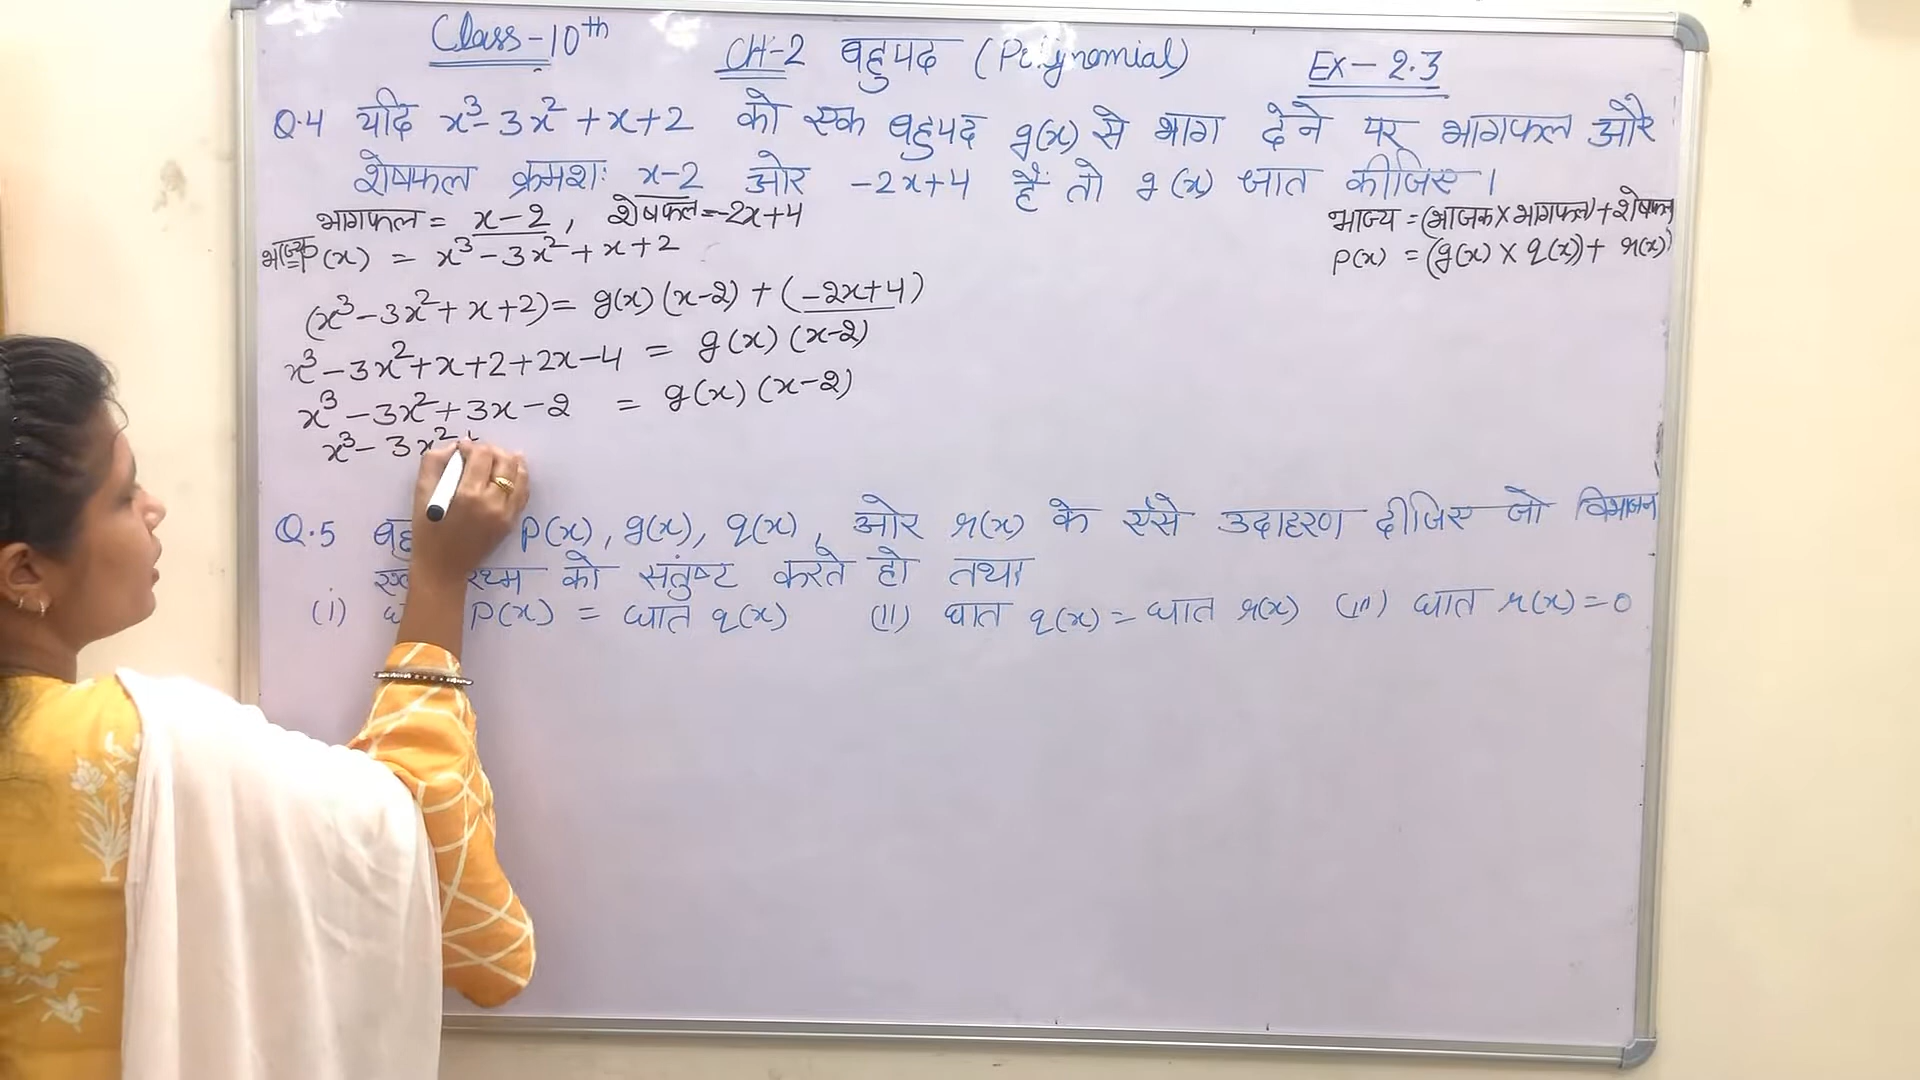 Class-10th CH-2 बहुपद (Polynomial) Ex-2.3
Q.4 यदि x³-3x²+x+2 को एक बहुपद g(x) से भाग देने पर भागफल और
शेषफल क्रमशः x-2 और -2x+4 हैं तो g(x) ज्ञात कीजिए।
भागफल = x-2, शेषफल=-2x+4
भाज्य P(x) = x³-3x²+x+2
भाज्य = (भाजक×भागफल)+शेषफल
P(x) = (g(x) × q(x))+ r(x)
(x³-3x²+x+2)= g(x)(x-2)+(-2x+4)
x³-3x²+x+2+2x-4 = g(x)(x-2)
x³-3x²+3x-2 = g(x)(x-2)
x³-3x²
Q.5 P(x), g(x), q(x), और r(x) के ऐसे उदाहरण दीजिए जो विभाजन
को संतुष्ट करते हो तथा
(i) P(x) = घात q(x) (ii) घात q(x)= घात r(x) (iii) घात r(x)=0